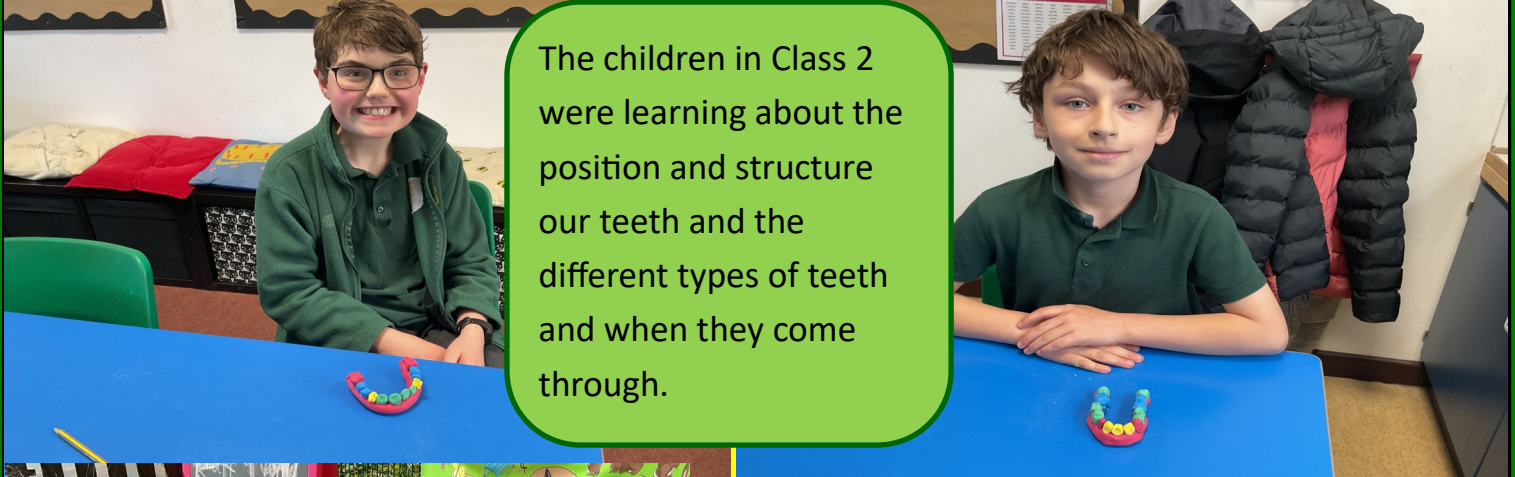 The children in Class 2
were learning about the
position and structure
our teeth and the
different types of teeth
and when they come
through.